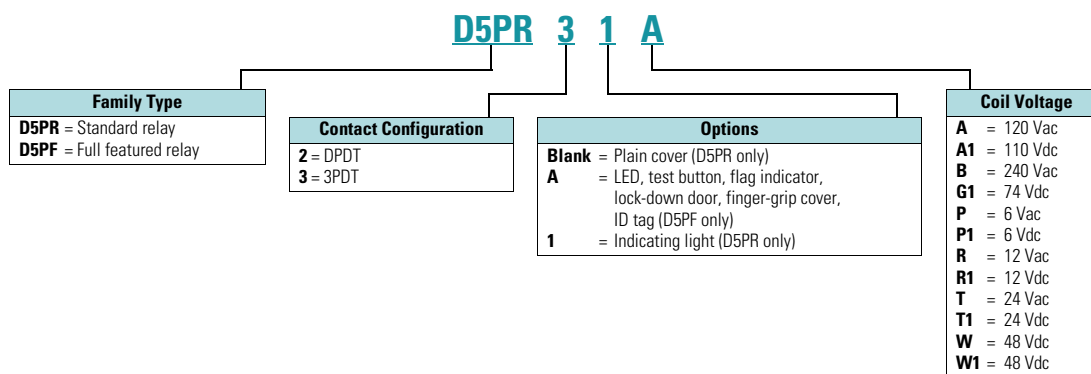 D5PR 3 1 A
Family Type
D5PR = Standard relay
D5PF = Full featured relay
Contact Configuration
2 = DPDT
3 = 3PDT
Options
Blank = Plain cover (D5PR only)
A = LED, test button, flag indicator,
lock-down door, finger-grip cover,
ID tag (D5PF only)
1 = Indicating light (D5PR only)
Coil Voltage
A = 120 Vac
A1 = 110 Vdc
B = 240 Vac
G1 = 74 Vdc
P = 6 Vac
P1 = 6 Vdc
R = 12 Vac
R1 = 12 Vdc
T = 24 Vac
T1 = 24 Vdc
W = 48 Vdc
W1 = 48 Vdc